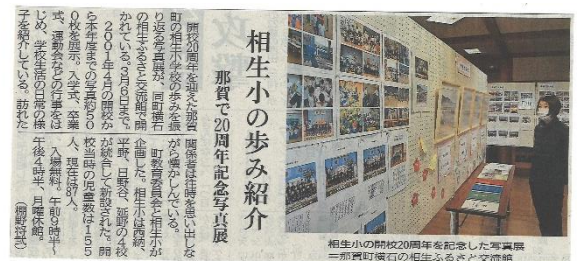 相生小の歩み紹介
那賀で20周年記念写真展
開校20周年を迎えた那賀
町の相生小学校の歩みを振
り返る写真展が、同町横石
の相生ふるさと交流館で開
かれている。3月6日まで。
2001年4月の開校か
ら本年度までの写真約50
0枚を展示。入学式、卒業
式、運動会などの行事をは
じめ、学校生活の日常の様
子を紹介している。訪れた
関係者は往時を思い出しな
がら懐かしんでいる。
町教育委員会と相生小が
企画した。相生小は西納、
平野、日野谷、延野の4校
が統合して新設された。開
校当時の児童数は155
人、現在は87人。
入場無料。午前9時半〜
午後4時半、月曜休館。
(棚野将式)
相生小の開校20周年を記念した写真展
=那賀町横石の相生ふるさと交流館